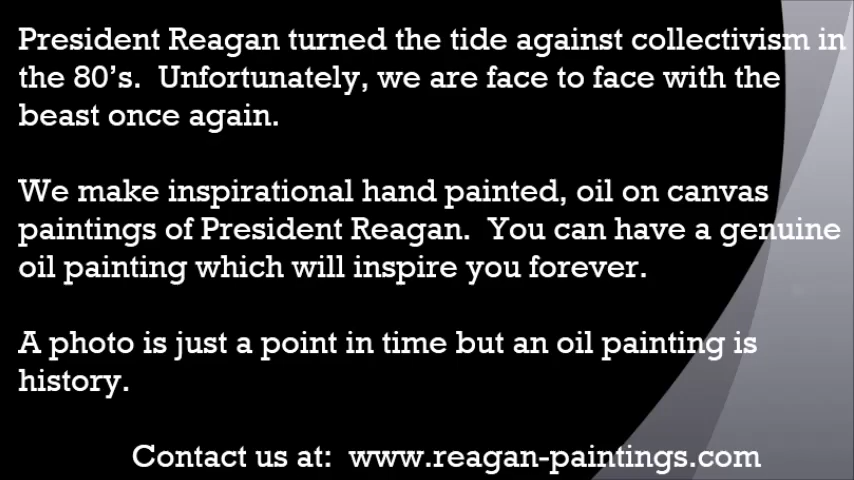 President Reagan turned the tide against collectivism in
the 80's.  Unfortunately, we are face to face with the
beast once again.
We make inspirational hand painted, oil on canvas
paintings of President Reagan.  You can have a genuine
oil painting which will inspire you forever.
A photo is just a point in time but an oil painting is
history.
Contact us at:  www.reagan-paintings.com